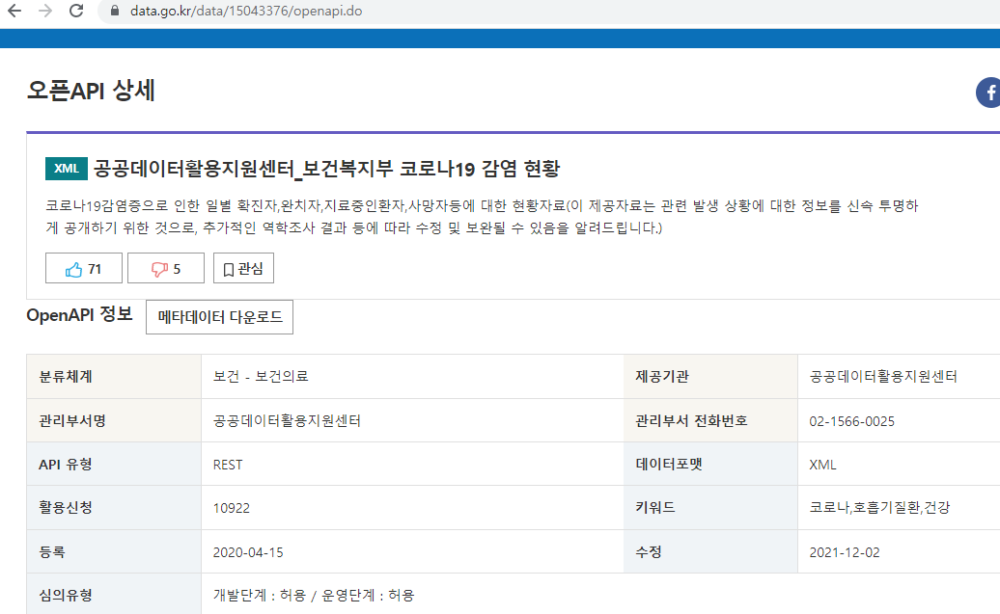 data.go.kr/data/15043376/openapi.do
오픈API 상세
f
XML 공공데이터활용지원센터_보건복지부 코로나19 감염 현황
코로나19감염증으로 인한 일별 확진자,완치자,치료중인환자,사망자등에 대한 현황자료(이 제공자료는 관련 발생 상황에 대한 정보를 신속 투명하
게 공개하기 위한 것으로, 추가적인 역학조사 결과 등에 따라 수정 및 보완될 수 있음을 알려드립니다.)
71 5 관심
OpenAPI 정보 메타데이터 다운로드
분류체계 보건 - 보건의료 제공기관 공공데이터활용지원센터
관리부서명 공공데이터활용지원센터 관리부서 전화번호 02-1566-0025
API 유형 REST 데이터포맷 XML
활용신청 10922 키워드 코로나,호흡기질환,건강
등록 2020-04-15 수정 2021-12-02
심의유형 개발단계 : 허용 / 운영단계 : 허용